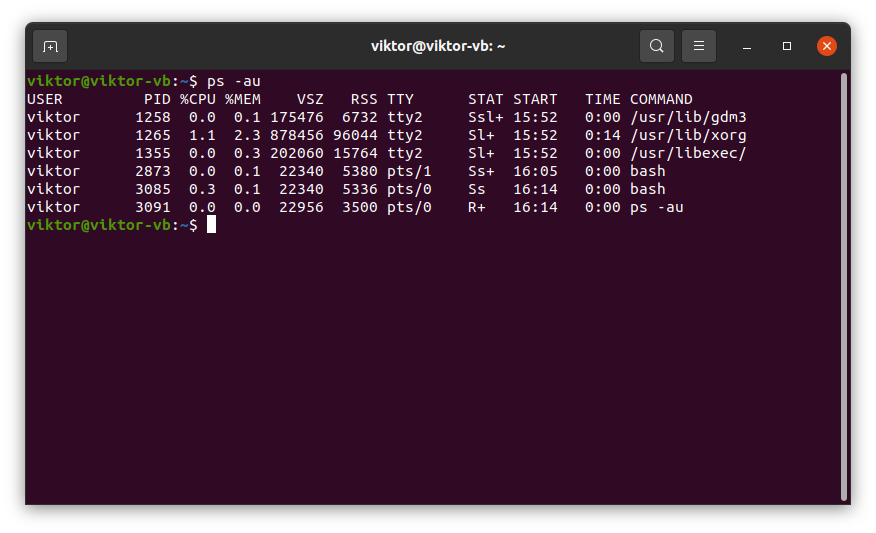 viktor@viktor-vb: ~
viktor@viktor-vb:~$ ps -au
USER         PID %CPU %MEM    VSZ   RSS TTY      STAT START   TIME COMMAND
viktor      1258  0.0  0.1 175476  6732 tty2     Ssl+ 15:52   0:00 /usr/lib/gdm3
viktor      1265  1.1  2.3 878456 96044 tty2     Sl+  15:52   0:14 /usr/lib/xorg
viktor      1355  0.0  0.3 202060 15764 tty2     Sl+  15:52   0:00 /usr/libexec/
viktor      2873  0.0  0.1  22340  5380 pts/1    Ss+  16:05   0:00 bash
viktor      3085  0.3  0.1  22340  5336 pts/0    Ss   16:14   0:00 bash
viktor      3091  0.0  0.0  22956  3500 pts/0    R+   16:14   0:00 ps -au
viktor@viktor-vb:~$